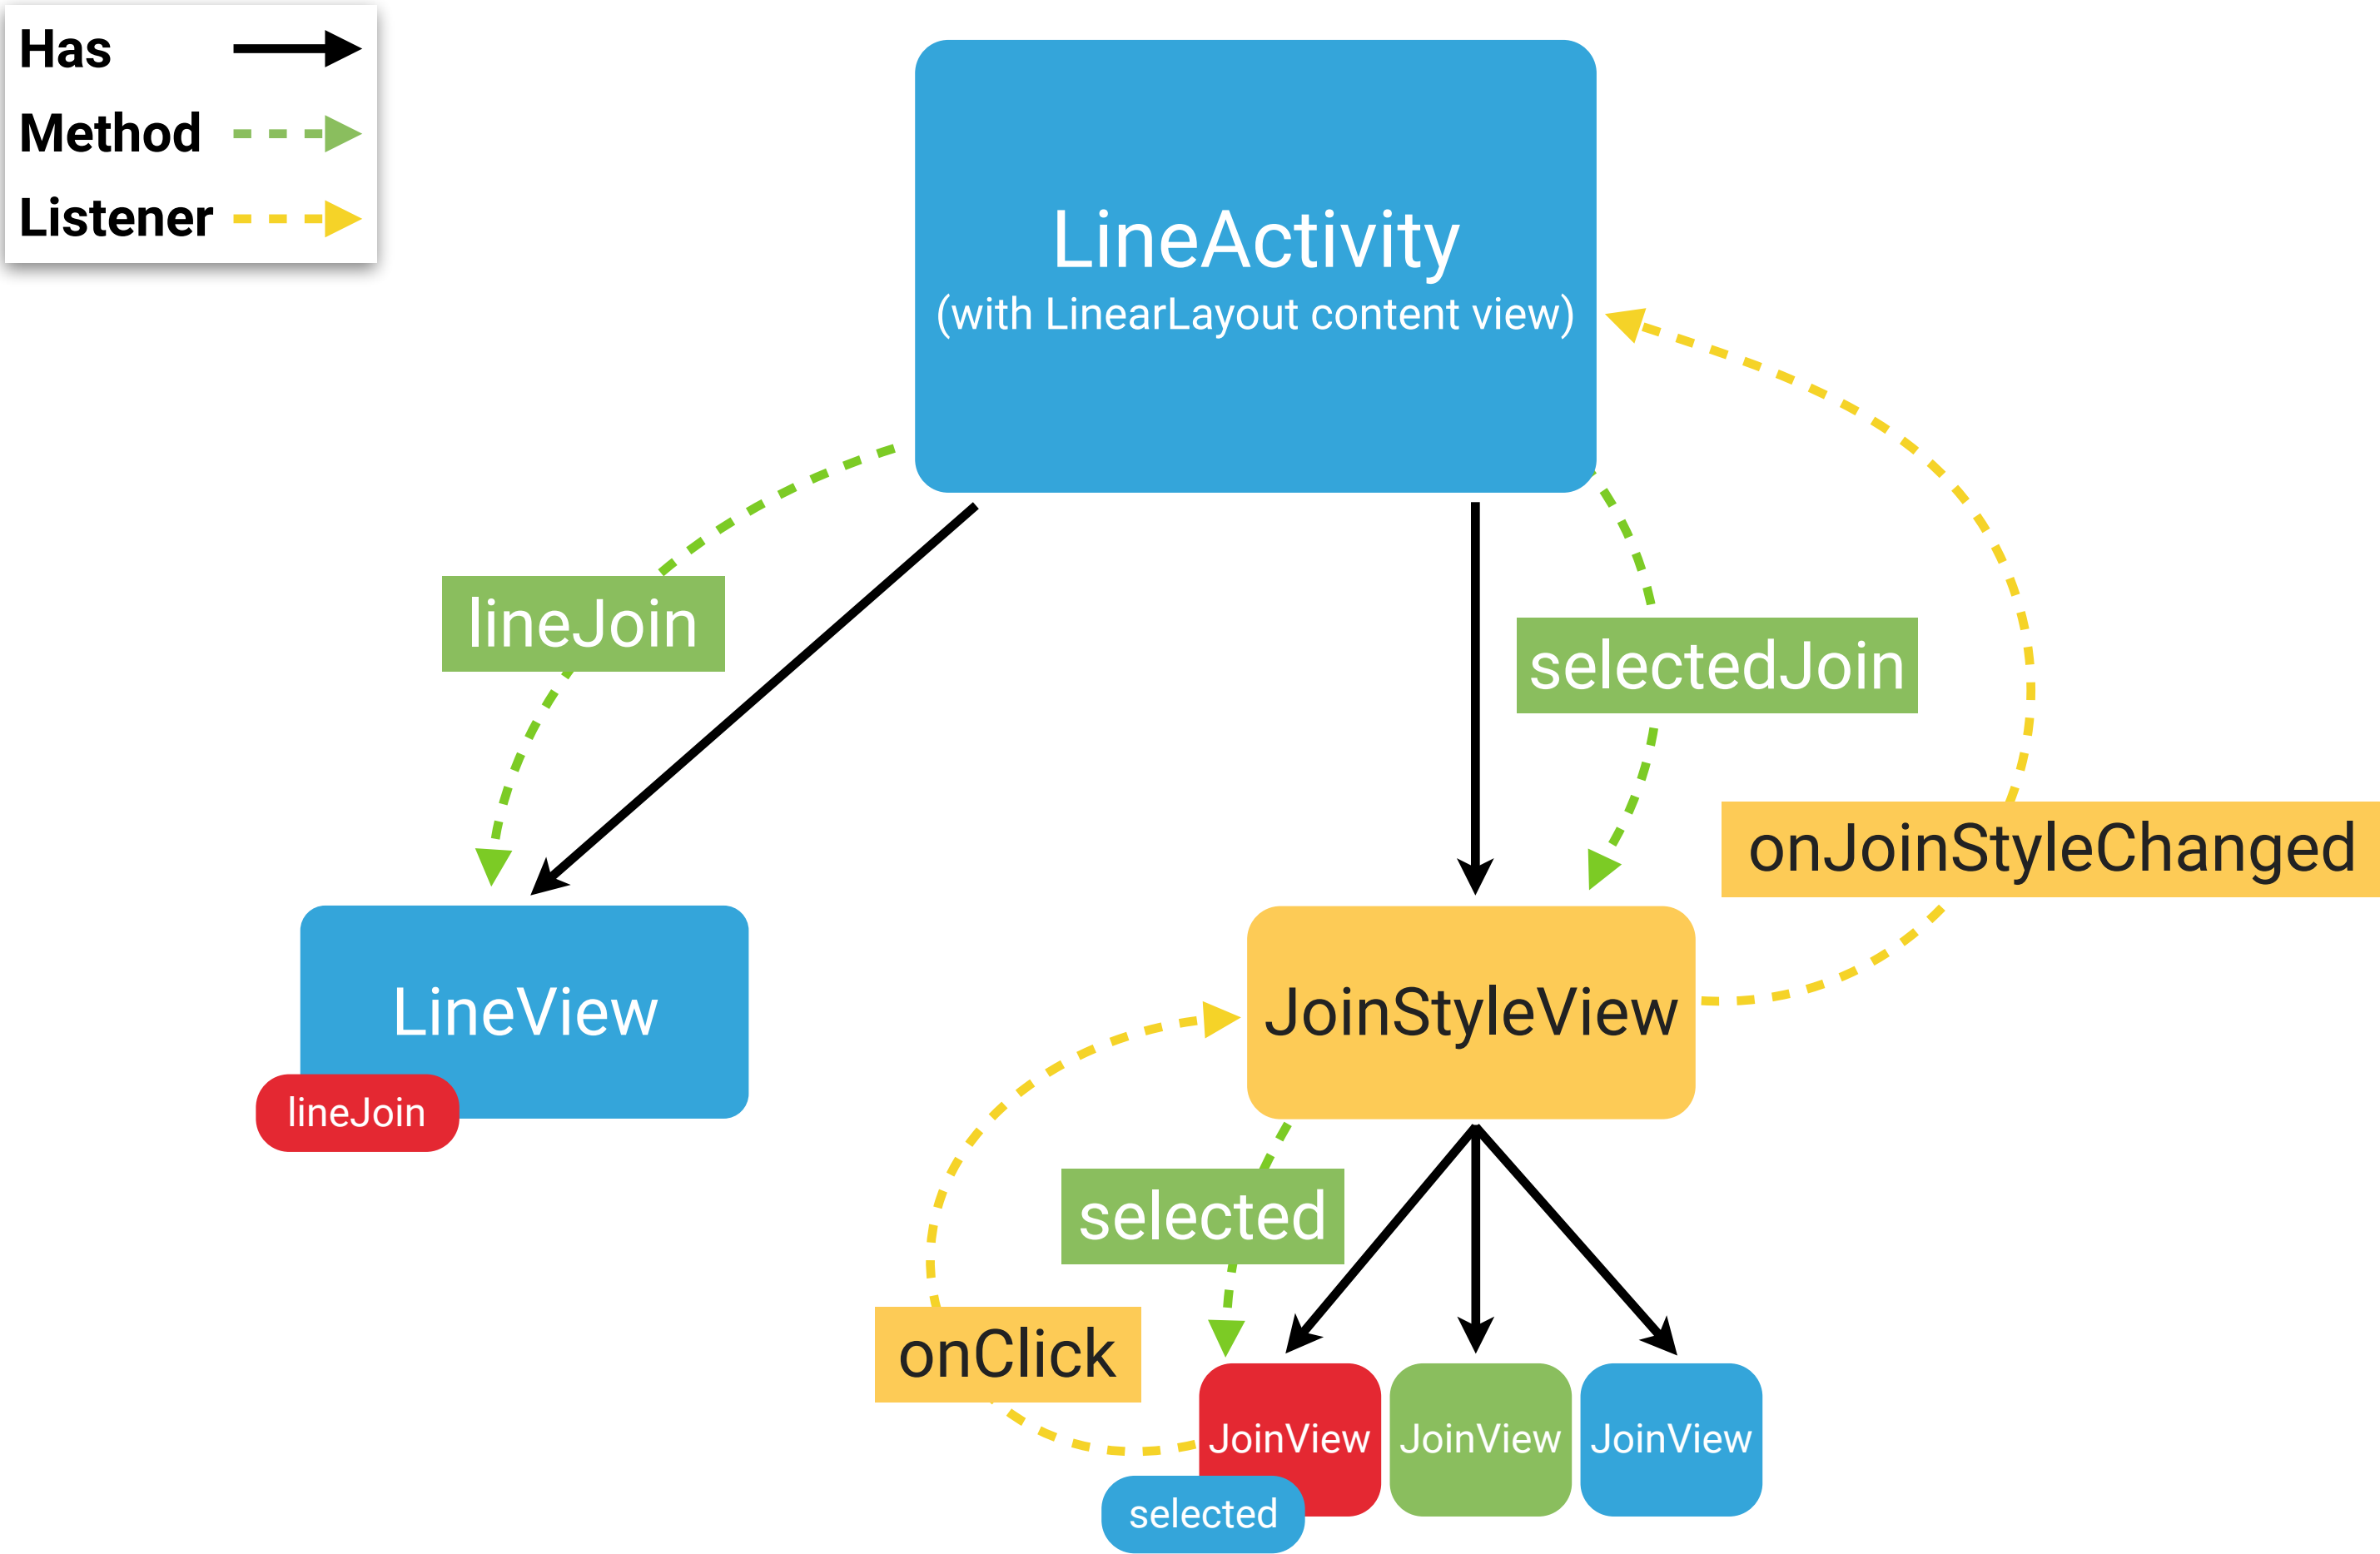 Has
Method
Listener
LineActivity
(with LinearLayout content view)
lineJoin
selectedJoin
onJoinStyleChanged
LineView
JoinStyleView
lineJoin
selected
onClick
JoinView
JoinView
JoinView
selected